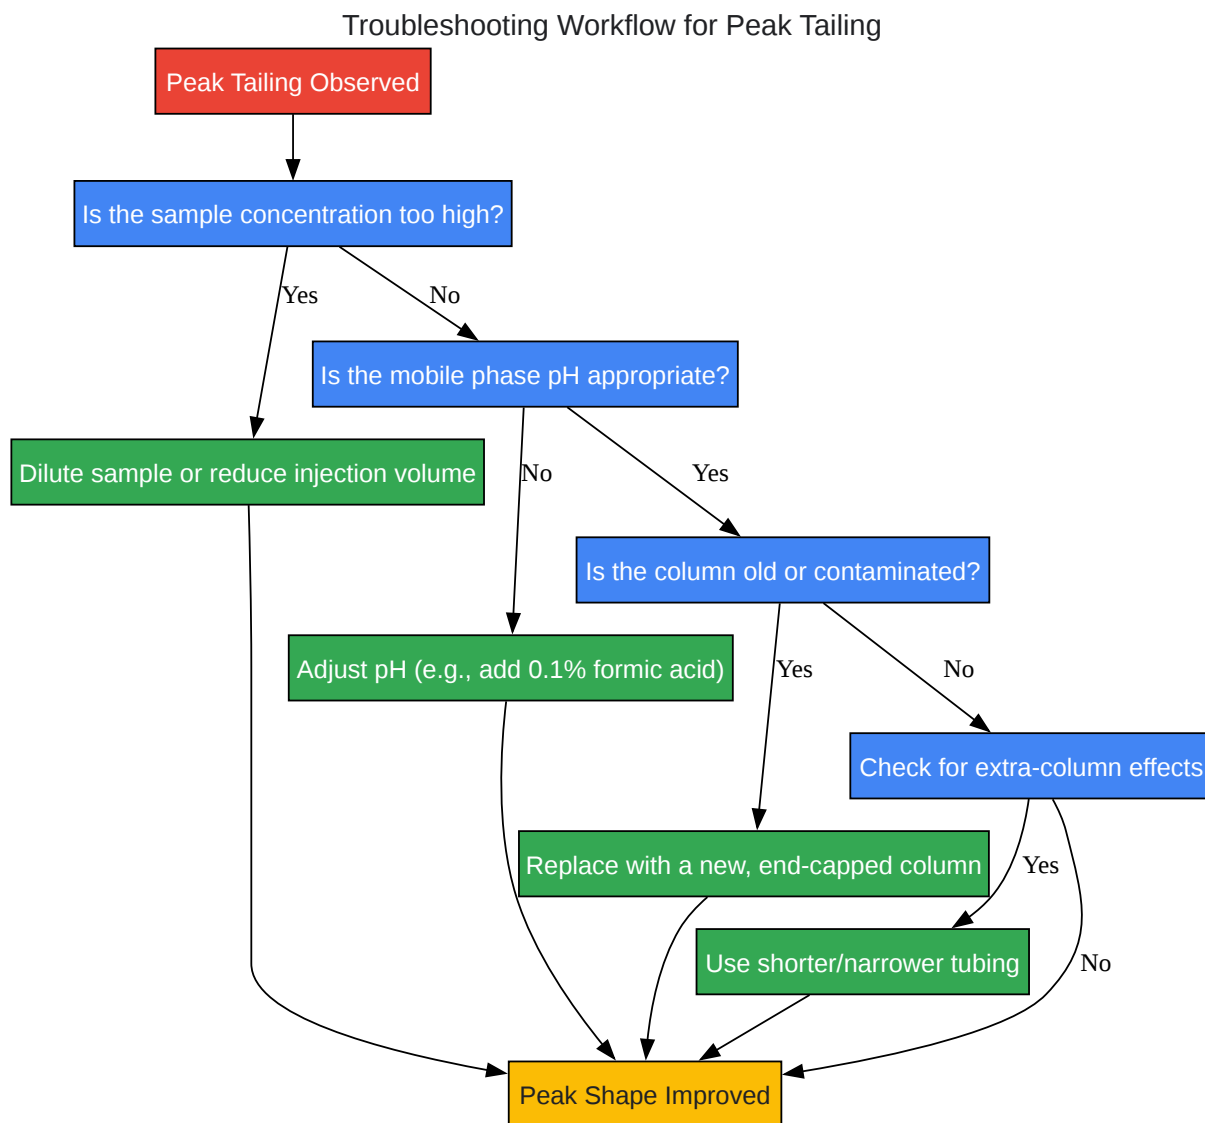 Troubleshooting Workflow for Peak Tailing
Peak Tailing Observed
Is the sample concentration too high?
Yes
No
Is the mobile phase pH appropriate?
Dilute sample or reduce injection volume
No
Yes
Is the column old or contaminated?
Adjust pH (e.g., add 0.1% formic acid)
Yes
No
Check for extra-column effects
Replace with a new, end-capped column
Yes
Use shorter/narrower tubing
No
Peak Shape Improved